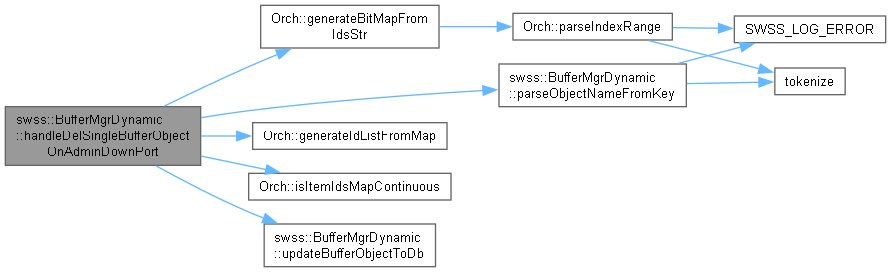 swss::BufferMgrDynamic
::handleDelSingleBufferObject
OnAdminDownPort
Orch::generateBitMapFrom
IdsStr
Orch::parseIndexRange
SWSS_LOG_ERROR
swss::BufferMgrDynamic
::parseObjectNameFromKey
tokenize
Orch::generateIdListFromMap
Orch::isItemIdsMapContinuous
swss::BufferMgrDynamic
::updateBufferObjectToDb